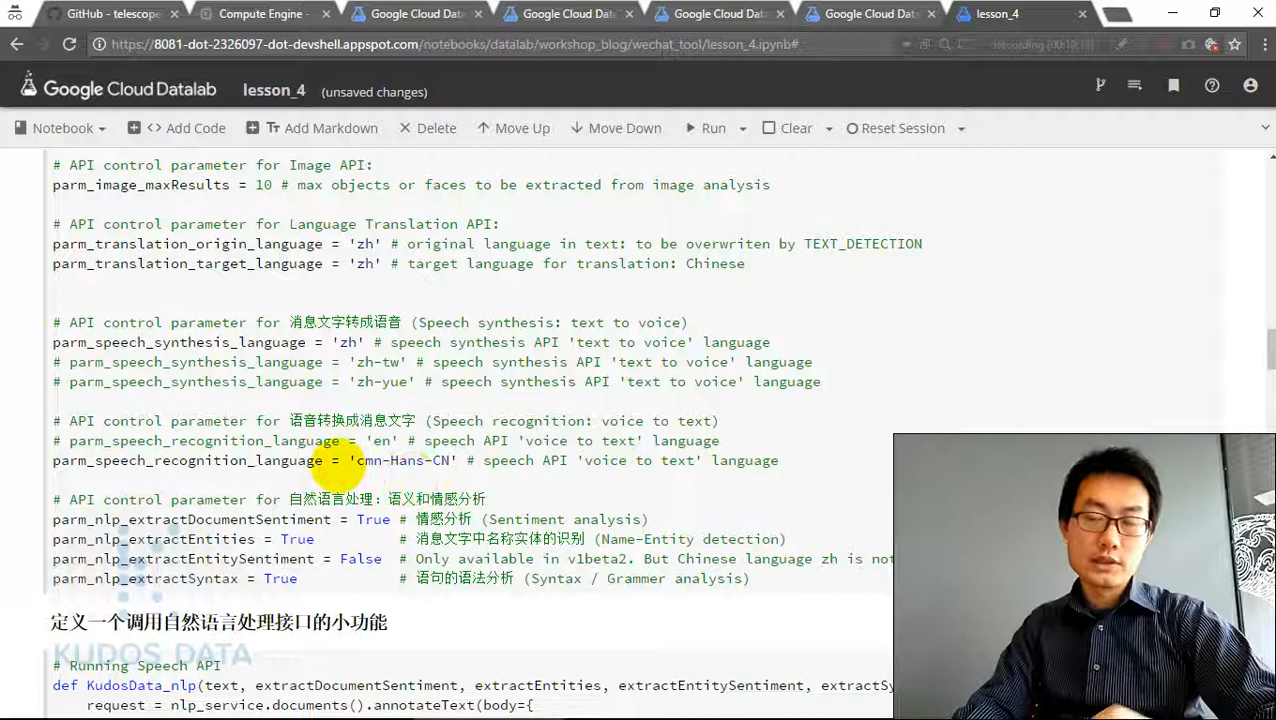 GitHub - telescope
Compute Engine -
Google Cloud Dat
Google Cloud Dat
Google Cloud Dat
Google Cloud Dat
lesson_4
https://8081-dot-2326097-dot-devshell.appspot.com/notebooks/datalab/workshop_blog/wechat_tool/lesson_4.ipynb#
Google Cloud Datalab lesson_4 (unsaved changes)
Notebook <> Add Code Tт Add Markdown Delete Move Up Move Down Run Clear Reset Session
# API control parameter for Image API:
parm_image_maxResults = 10 # max objects or faces to be extracted from image analysis
# API control parameter for Language Translation API:
parm_translation_origin_language = 'zh' # original language in text: to be overwriten by TEXT_DETECTION
parm_translation_target_language = 'zh' # target language for translation: Chinese
# API control parameter for 消息文字转成语音 (Speech synthesis: text to voice)
parm_speech_synthesis_language = 'zh' # speech synthesis API 'text to voice' language
# parm_speech_synthesis_language = 'zh-tw' # speech synthesis API 'text to voice' language
# parm_speech_synthesis_language = 'zh-yue' # speech synthesis API 'text to voice' language
# API control parameter for 语音转换成消息文字 (Speech recognition: voice to text)
# parm_speech_recognition_language = 'en' # speech API 'voice to text' language
parm_speech_recognition_language = 'cmn-Hans-CN' # speech API 'voice to text' language
# API control parameter for 自然语言处理：语义和情感分析
parm_nlp_extractDocumentSentiment = True # 情感分析 (Sentiment analysis)
parm_nlp_extractEntities = True # 消息文字中名称实体的识别 (Name-Entity detection)
parm_nlp_extractEntitySentiment = False # Only available in v1beta2. But Chinese language zh is not
parm_nlp_extractSyntax = True # 语句的语法分析 (Syntax / Grammer analysis)
定义一个调用自然语言处理接口的小功能
KUDOS DATA
# Running Speech API
def KudosData_nlp(text, extractDocumentSentiment, extractEntities, extractEntitySentiment, extractSy
request = nlp_service.documents().annotateText(body={